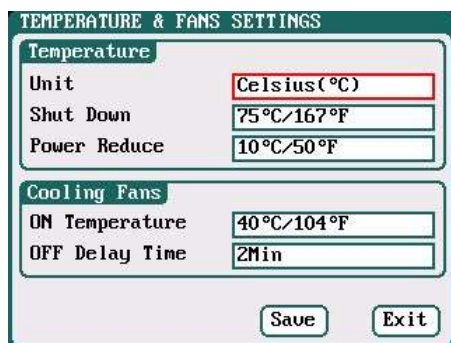 TEMPERATURE & FANS SETTINGS
Temperature
Unit Celsius(°C)
Shut Down 75°C/167°F
Power Reduce 10°C/50°F
Cooling Fans
ON Temperature 40°C/104°F
OFF Delay Time 2Min
Save Exit